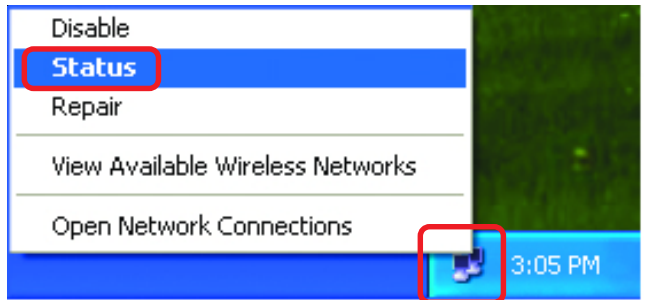 Disable
Status
Repair
View Available Wireless Networks
Open Network Connections
3:05 PM